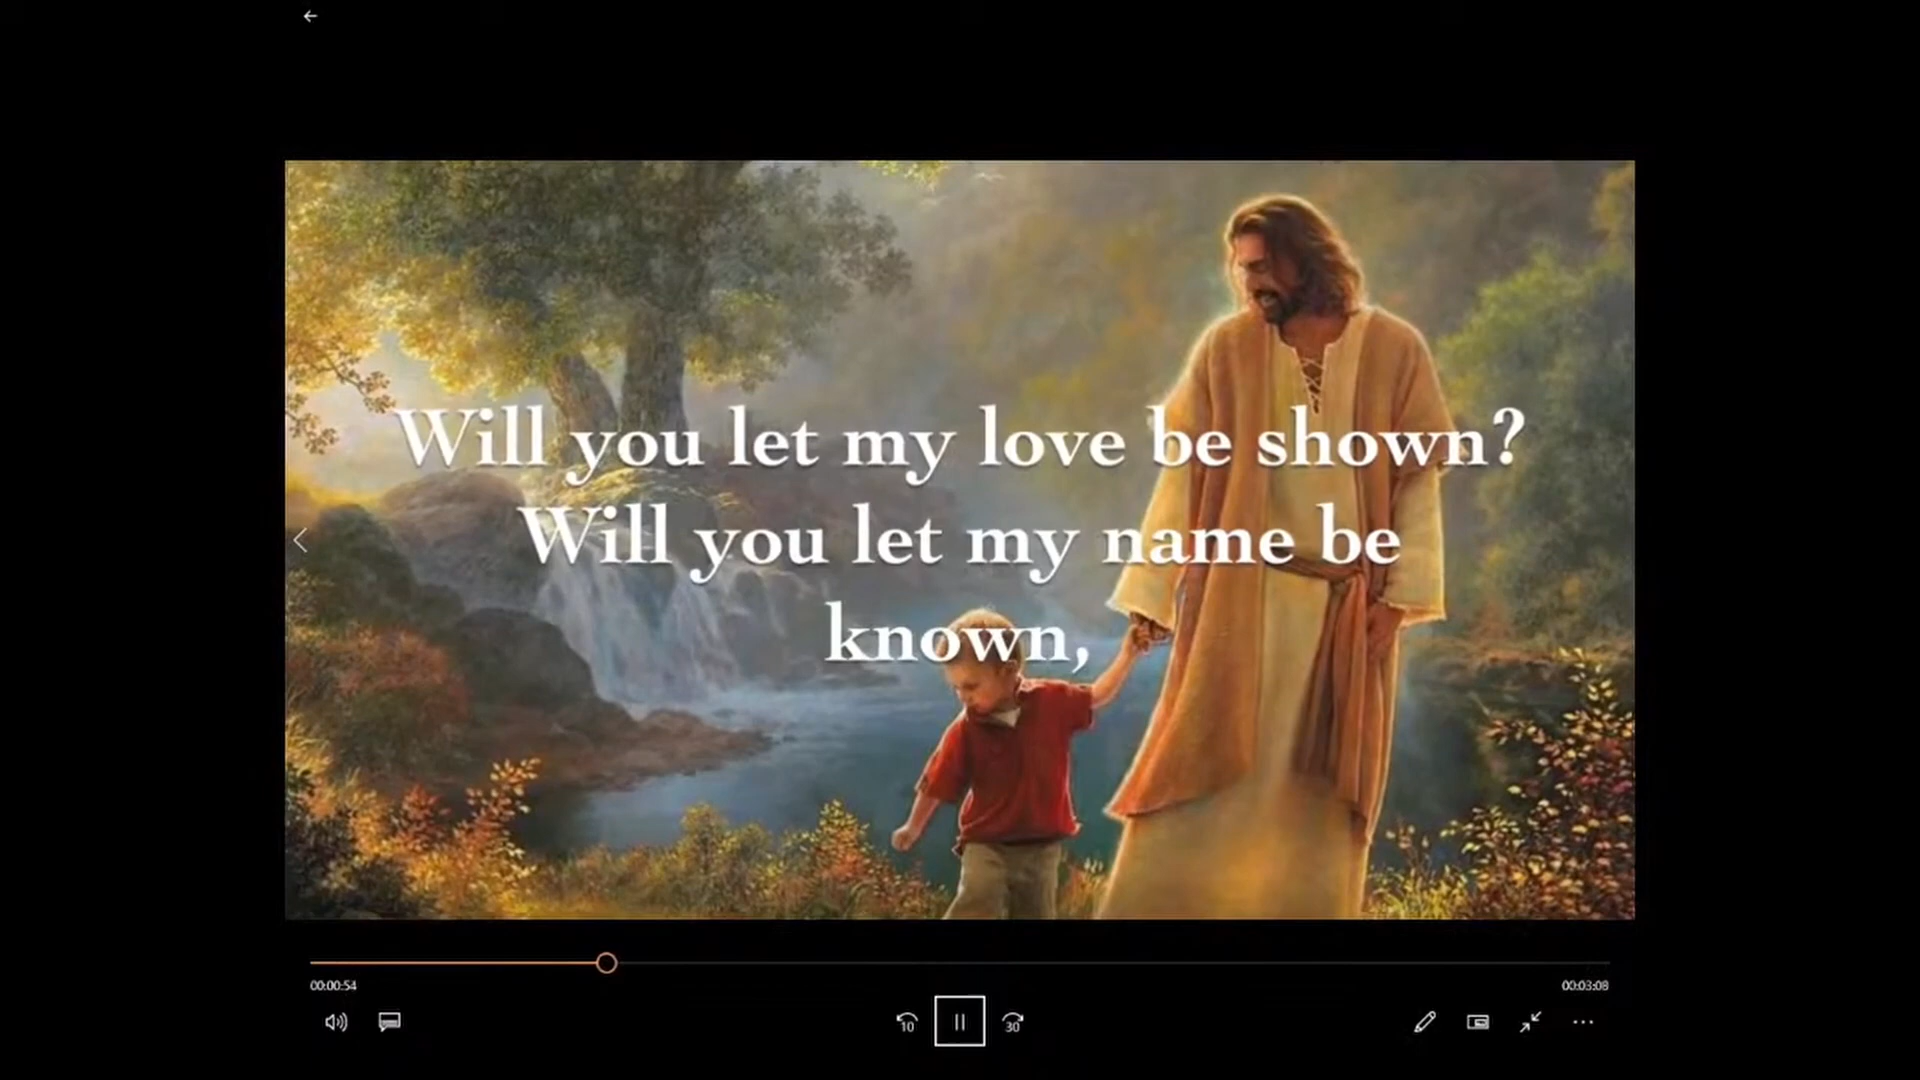 Will you let my love be shown?
Will you let my name be
known,
00:00:54
00:03:08
10
30